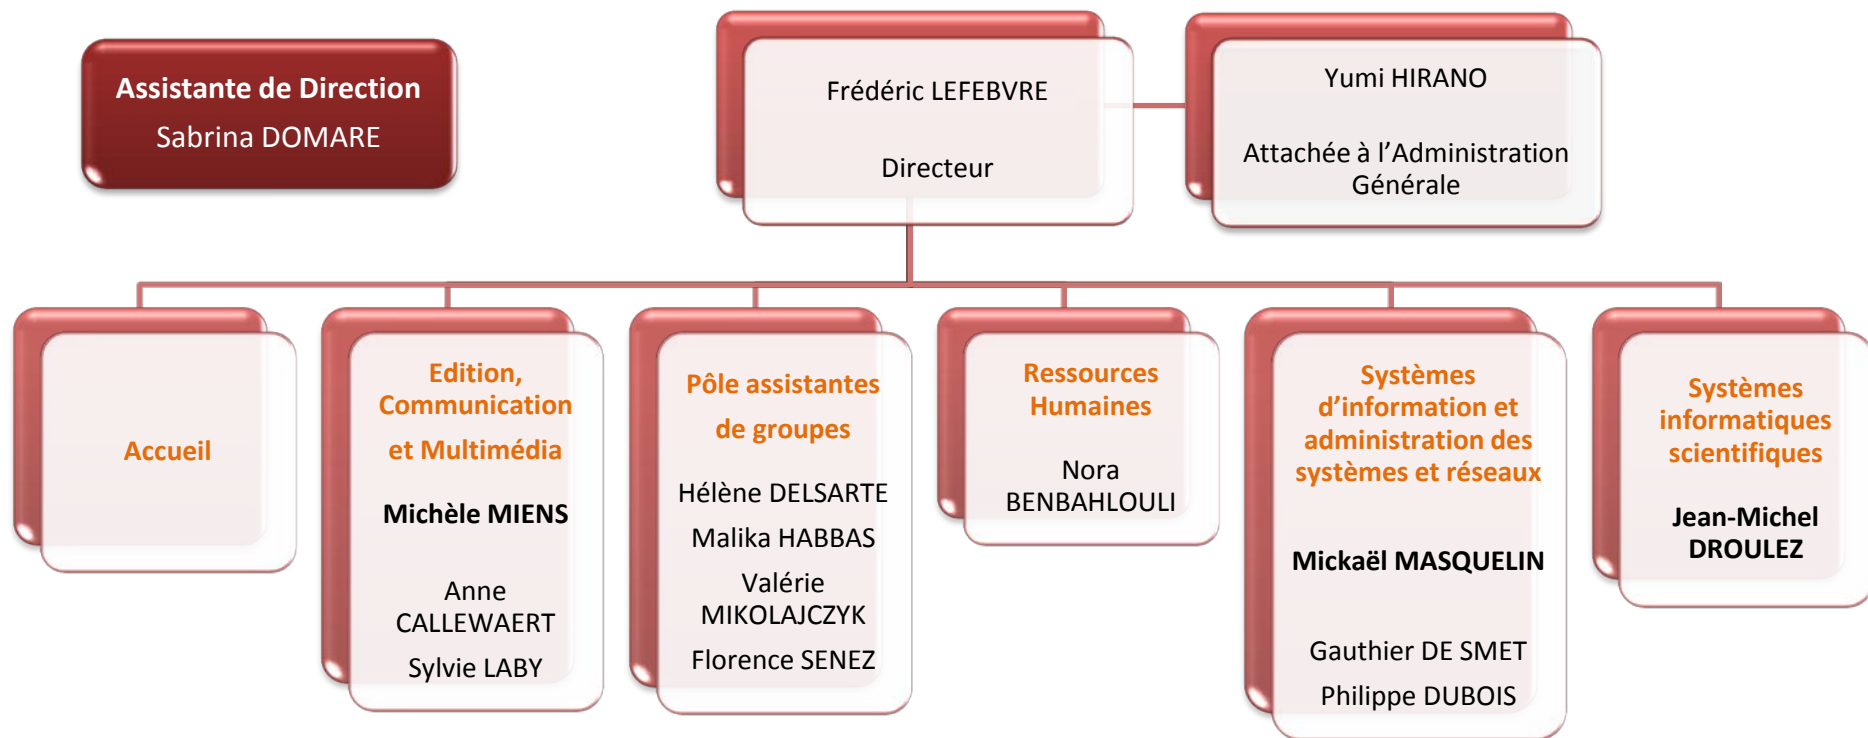 Assistante de Direction
Sabrina DOMARE
Frédéric LEFEBVRE
Directeur
Yumi HIRANO
Attachée à l’Administration
Générale
Accueil
Edition,
Communication
et Multimédia
Michèle MIENS
Anne
CALLEWAERT
Sylvie LABY
Pôle assistantes
de groupes
Hélène DELSARTE
Malika HABBAS
Valérie
MIKOLAJCZYK
Florence SENEZ
Ressources
Humaines
Nora
BENBAHLOULI
Systèmes
d’information et
administration des
systèmes et réseaux
Mickaël MASQUELIN
Gauthier DE SMET
Philippe DUBOIS
Systèmes
informatiques
scientifiques
Jean-Michel
DROULEZ